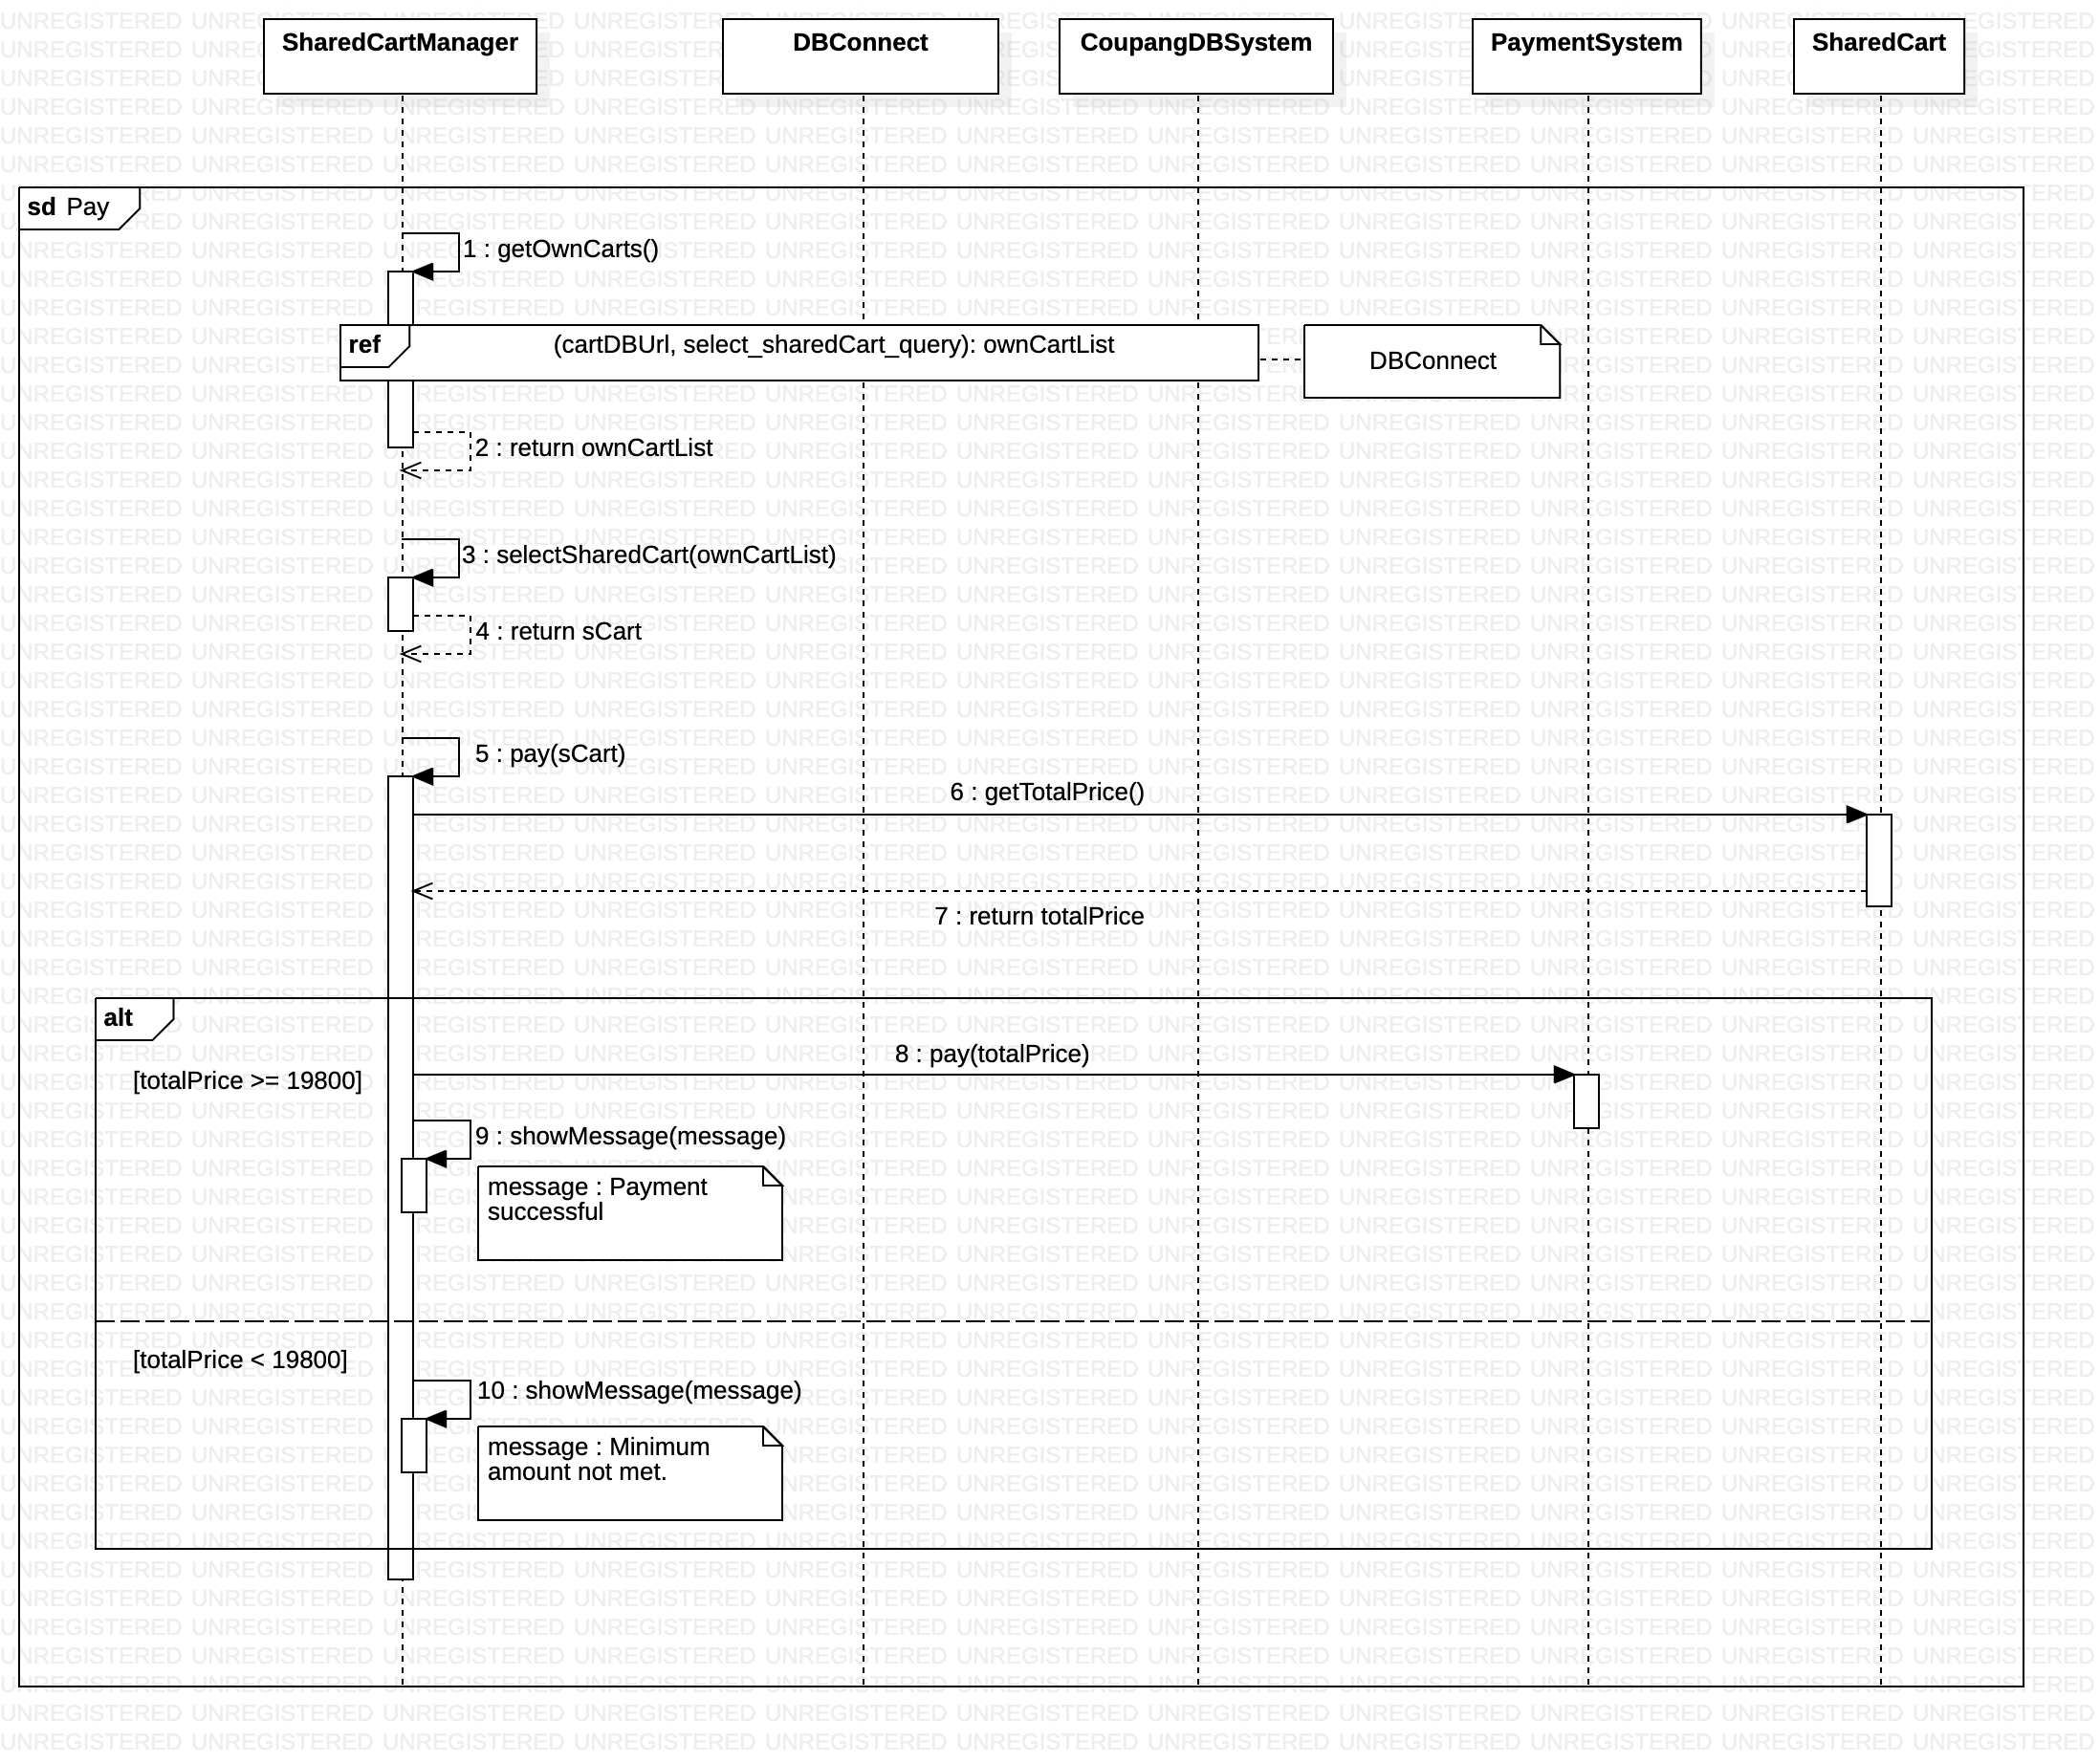 SharedCartManager
DBConnect
CoupangDBSystem
PaymentSystem
SharedCart
sd Pay
1 : getOwnCarts()
ref
(cartDBUrl, select_sharedCart_query): ownCartList
DBConnect
2 : return ownCartList
3 : selectSharedCart(ownCartList)
4 : return sCart
5 : pay(sCart)
6 : getTotalPrice()
7 : return totalPrice
alt
8 : pay(totalPrice)
[totalPrice >= 19800]
9 : showMessage(message)
message : Payment
successful
[totalPrice < 19800]
10 : showMessage(message)
message : Minimum
amount not met.
UNREGISTERED